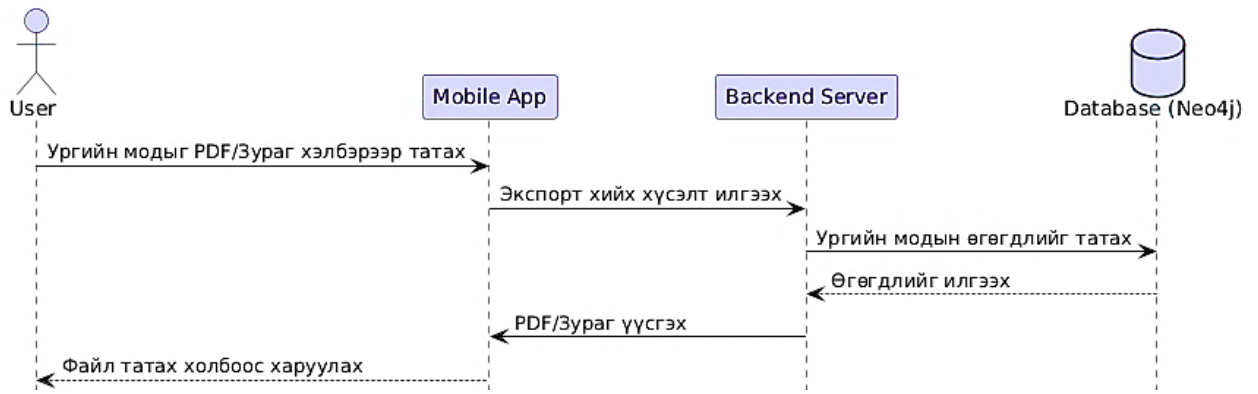 User
Mobile App
Backend Server
Database (Neo4j)
Ургийн модыг PDF/Зураг хэлбэрээр татах
Экспорт хийх хүсэлт илгээх
Ургийн модын өгөгдлийг татах
Өгөгдлийг илгээх
PDF/Зураг үүсгэх
Файл татах холбоос харуулах